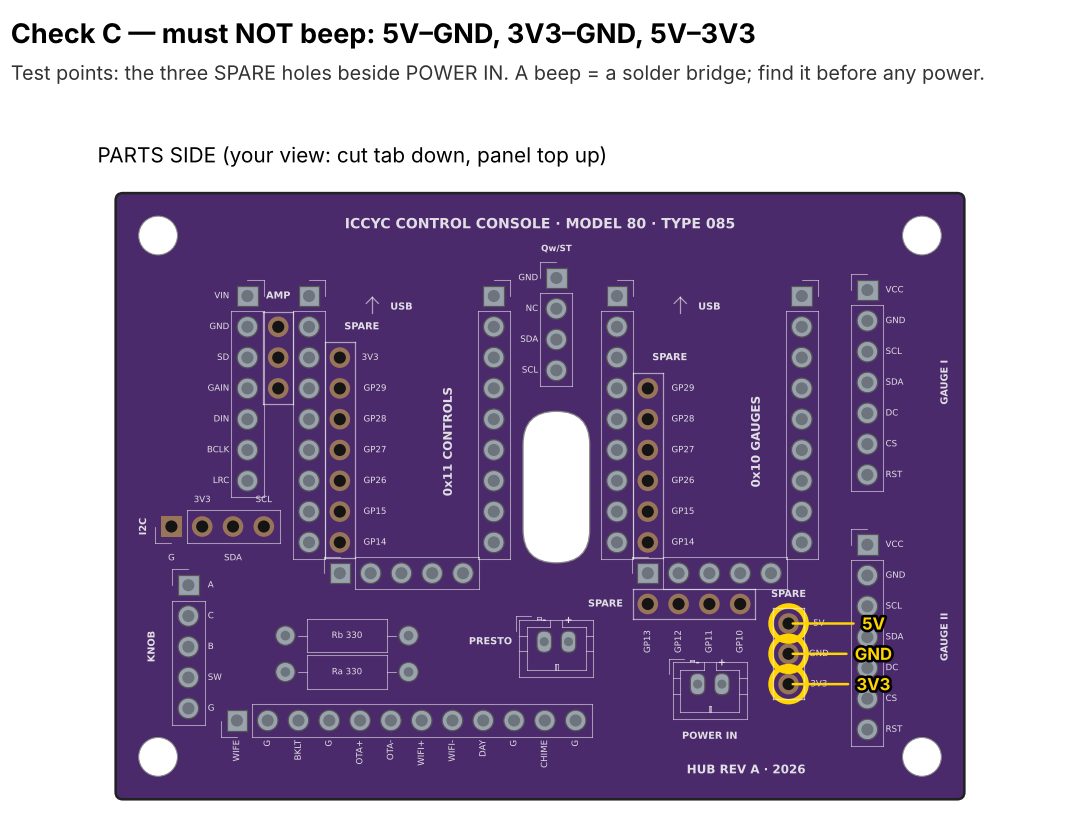 Check C — must NOT beep: 5V–GND, 3V3–GND, 5V–3V3
Test points: the three SPARE holes beside POWER IN. A beep = a solder bridge; find it before any power.
PARTS SIDE (your view: cut tab down, panel top up)
ICCYC CONTROL CONSOLE · MODEL 80 · TYPE 085
Qw/ST
GND
NC
SDA
SCL
VIN
GND
SD
GAIN
DIN
BCLK
LRC
AMP
USB
SPARE
3V3
GP29
GP28
GP27
GP26
GP15
GP14
0x11 CONTROLS
USB
SPARE
GP29
GP28
GP27
GP26
GP15
GP14
0x10 GAUGES
VCC
GND
SCL
SDA
DC
CS
RST
GAUGE I
3V3
SCL
I2C
G
SDA
A
C
B
SW
G
KNOB
Rb 330
Ra 330
PRESTO
-
+
SPARE
GP13
GP12
GP11
GP10
SPARE
5V
GND
3V3
5V
GND
3V3
-
+
POWER IN
VCC
GND
SCL
SDA
DC
CS
RST
GAUGE II
WIFE
G
BKLT
G
OTA+
OTA-
WIFI+
WIFI-
DAY
G
CHIME
G
HUB REV A · 2026